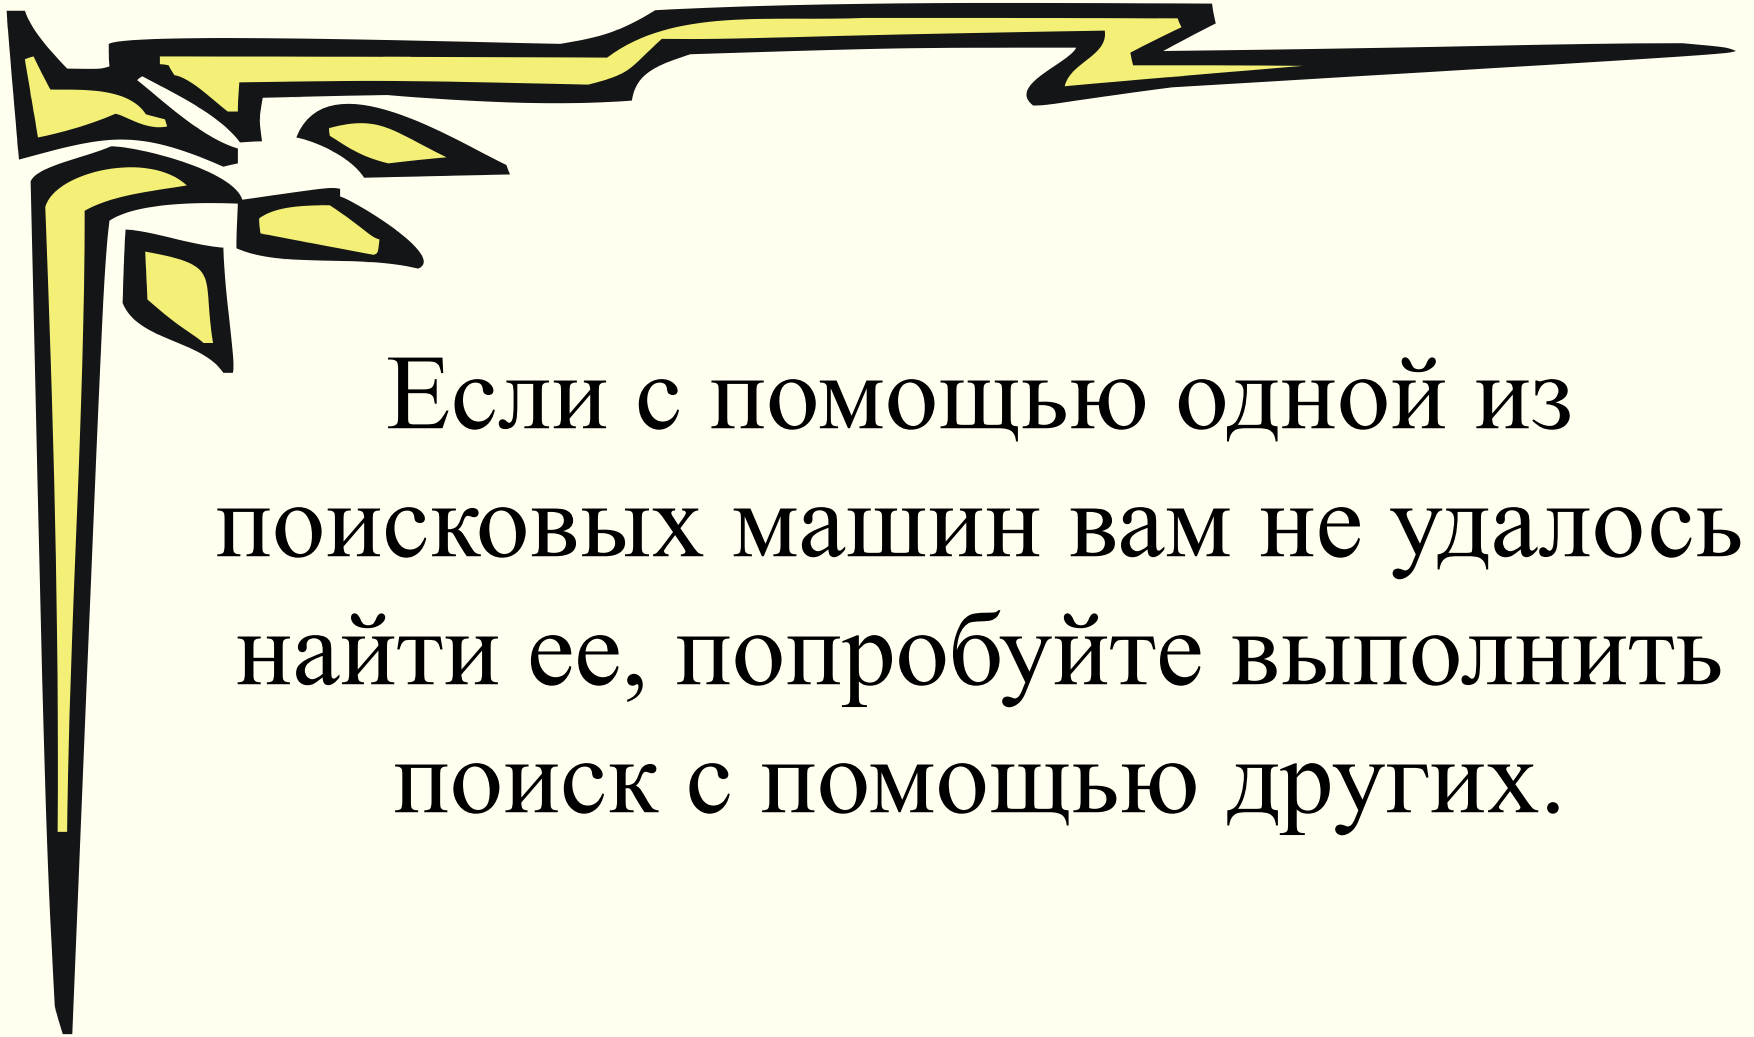 Если с помощью одной из
поисковых машин вам не удалось
найти ее, попробуйте выполнить
поиск с помощью других.